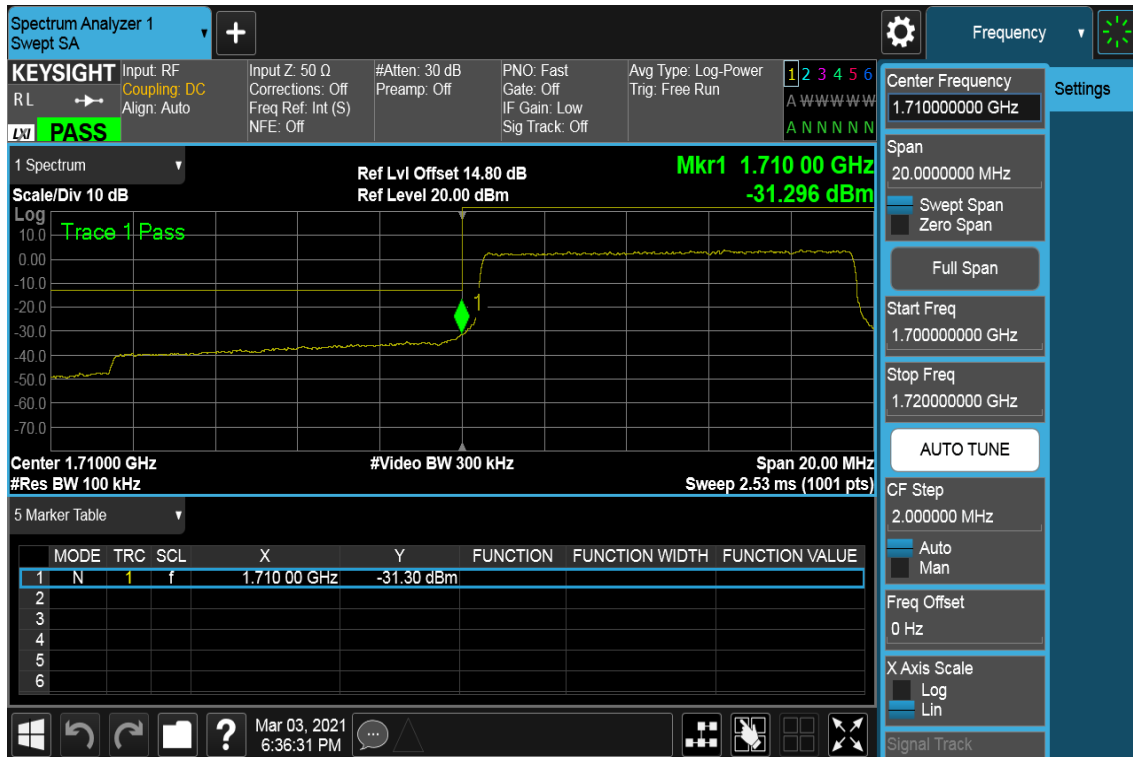 Spectrum Analyzer 1
Swept SA
+
Frequency
KEYSIGHT
RL
LXI PASS
Input: RF
Coupling: DC
Align: Auto
Input Z: 50 Ω
Corrections: Off
Freq Ref: Int (S)
NFE: Off
#Atten: 30 dB
Preamp: Off
PNO: Fast
Gate: Off
IF Gain: Low
Sig Track: Off
Avg Type: Log-Power
Trig: Free Run
1 2 3 4 5 6
A W W W W W
A N N N N N
1 Spectrum
Scale/Div 10 dB
Ref Lvl Offset 14.80 dB
Ref Level 20.00 dBm
Mkr1 1.710 00 GHz
-31.296 dBm
Log
Trace 1 Pass
10.0
0.00
-10.0
-20.0
-30.0
-40.0
-50.0
-60.0
-70.0
1
Center 1.71000 GHz
#Video BW 300 kHz
Span 20.00 MHz
#Res BW 100 kHz
Sweep 2.53 ms (1001 pts)
5 Marker Table
MODE TRC SCL X Y FUNCTION FUNCTION WIDTH FUNCTION VALUE
1 N 1 f 1.710 00 GHz -31.30 dBm
2
3
4
5
6
?
Mar 03, 2021
6:36:31 PM
Center Frequency
1.710000000 GHz
Span
20.0000000 MHz
Swept Span
Zero Span
Full Span
Start Freq
1.700000000 GHz
Stop Freq
1.720000000 GHz
AUTO TUNE
CF Step
2.000000 MHz
Auto
Man
Freq Offset
0 Hz
X Axis Scale
Log
Lin
Signal Track
Settings